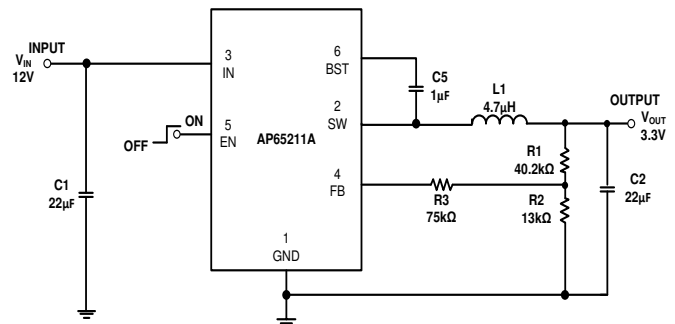 INPUT
V_IN
12V
C1
22µF
OFF
ON
3
IN
5
EN
AP65211A
6
BST
2
SW
4
FB
1
GND
C5
1µF
L1
4.7µH
R3
75kΩ
R1
40.2kΩ
R2
13kΩ
C2
22µF
OUTPUT
V_OUT
3.3V